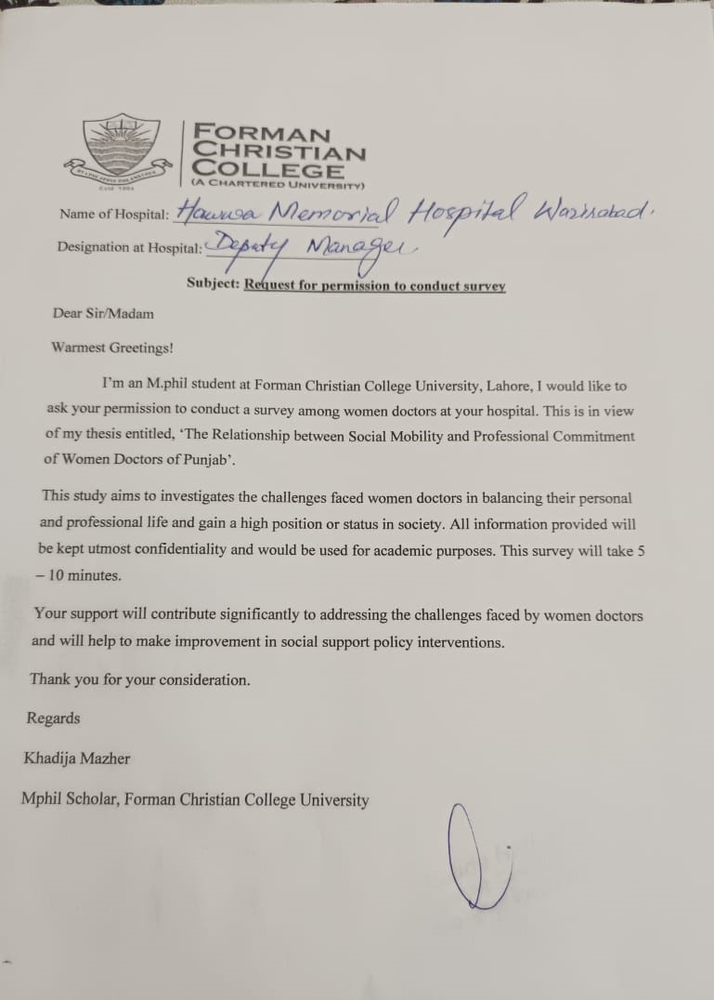 FORMAN
CHRISTIAN
COLLEGE
(A CHARTERED UNIVERSITY)
Name of Hospital: Hawwa Memorial Hospital Wazirabad.
Designation at Hospital: Deputy Manager.
Subject: Request for permission to conduct survey
Dear Sir/Madam
Warmest Greetings!
I'm an M.phil student at Forman Christian College University, Lahore, I would like to
ask your permission to conduct a survey among women doctors at your hospital. This is in view
of my thesis entitled, ‘The Relationship between Social Mobility and Professional Commitment
of Women Doctors of Punjab’.
This study aims to investigates the challenges faced women doctors in balancing their personal
and professional life and gain a high position or status in society. All information provided will
be kept utmost confidentiality and would be used for academic purposes. This survey will take 5
– 10 minutes.
Your support will contribute significantly to addressing the challenges faced by women doctors
and will help to make improvement in social support policy interventions.
Thank you for your consideration.
Regards
Khadija Mazher
Mphil Scholar, Forman Christian College University